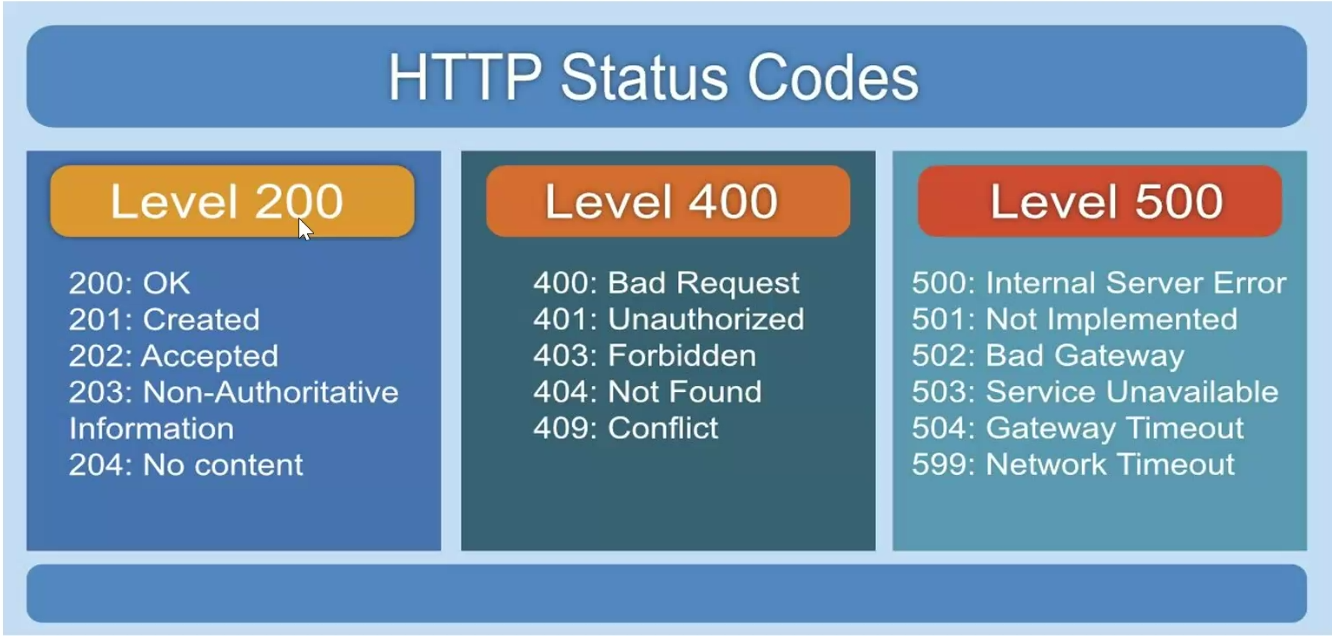 HTTP Status Codes
Level 200
200: OK
201: Created
202: Accepted
203: Non-Authoritative
Information
204: No content
Level 400
400: Bad Request
401: Unauthorized
403: Forbidden
404: Not Found
409: Conflict
Level 500
500: Internal Server Error
501: Not Implemented
502: Bad Gateway
503: Service Unavailable
504: Gateway Timeout
599: Network Timeout